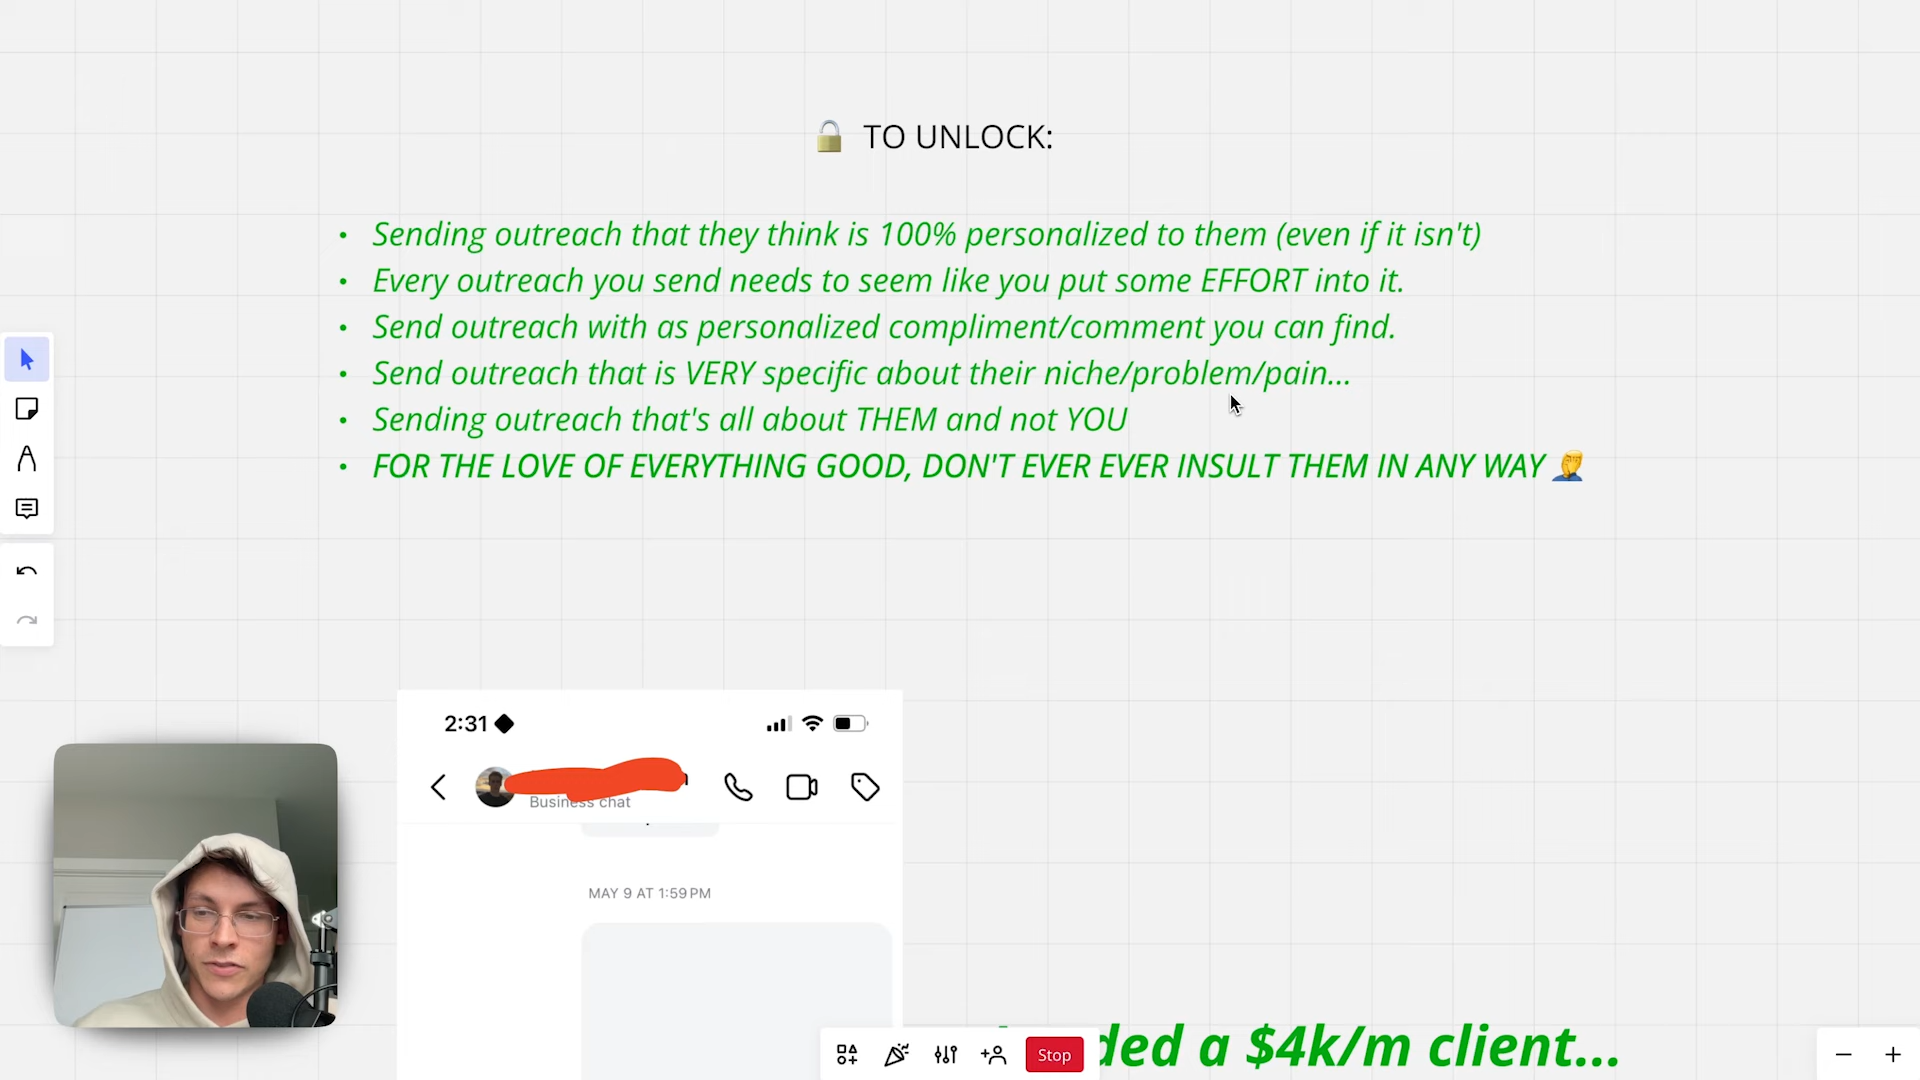 🔒 TO UNLOCK:
• Sending outreach that they think is 100% personalized to them (even if it isn't)
• Every outreach you send needs to seem like you put some EFFORT into it.
• Send outreach with as personalized compliment/comment you can find.
• Send outreach that is VERY specific about their niche/problem/pain...
• Sending outreach that's all about THEM and not YOU
• FOR THE LOVE OF EVERYTHING GOOD, DON'T EVER EVER INSULT THEM IN ANY WAY 🤦
2:31
Business chat
MAY 9 AT 1:59 PM
ded a $4k/m client...
Stop